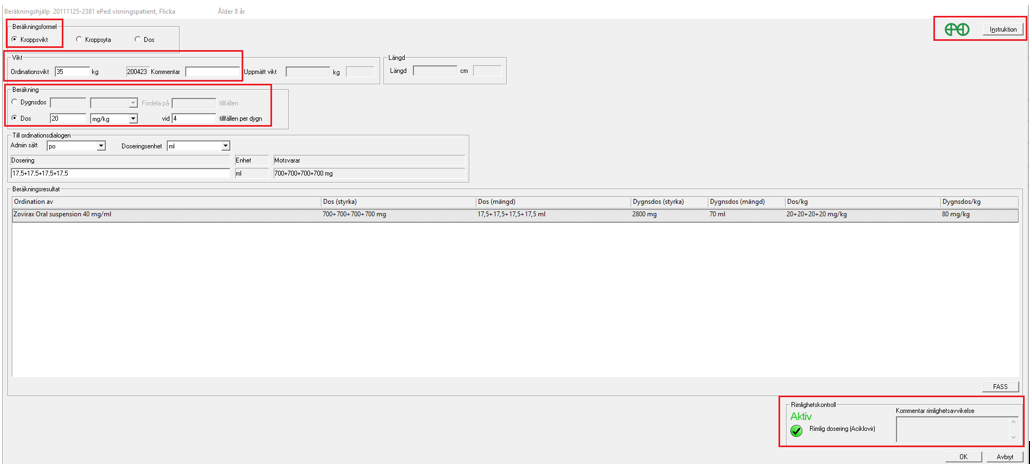 Beräkningshjälp 20111125-2381 ePed visningspatient, Flicka Ålder 8 år
Beräkningsformel
Kroppsvikt Kroppsyta Dos
ePed Instruktion
Vikt
Ordinationsvikt 35 kg 200423 Kommentar Uppmätt vikt kg
Längd
Längd cm
Beräkning
Dygnsdos Fördela på tillfällen
Dos 20 mg/kg vid 4 tillfällen per dygn
Till ordinationsdialogen
Admin sätt po Doseringsenhet ml
Dosering Enhet Motsvarar
17,5+17,5+17,5+17,5 ml 700+700+700+700 mg
Beräkningsresultat
Ordination av Dos (styrka) Dos (mängd) Dygnsdos (styrka) Dygnsdos (mängd) Dos/kg Dygnsdos/kg
Zovirax Oral suspension 40 mg/ml 700+700+700+700 mg 17,5+17,5+17,5+17,5 ml 2800 mg 70 ml 20+20+20+20 mg/kg 80 mg/kg
FASS
Rimlighetskontroll
Aktiv
Rimlig dosering (Aciklovir)
Kommentar rimlighetsavvikelse
OK Avbryt